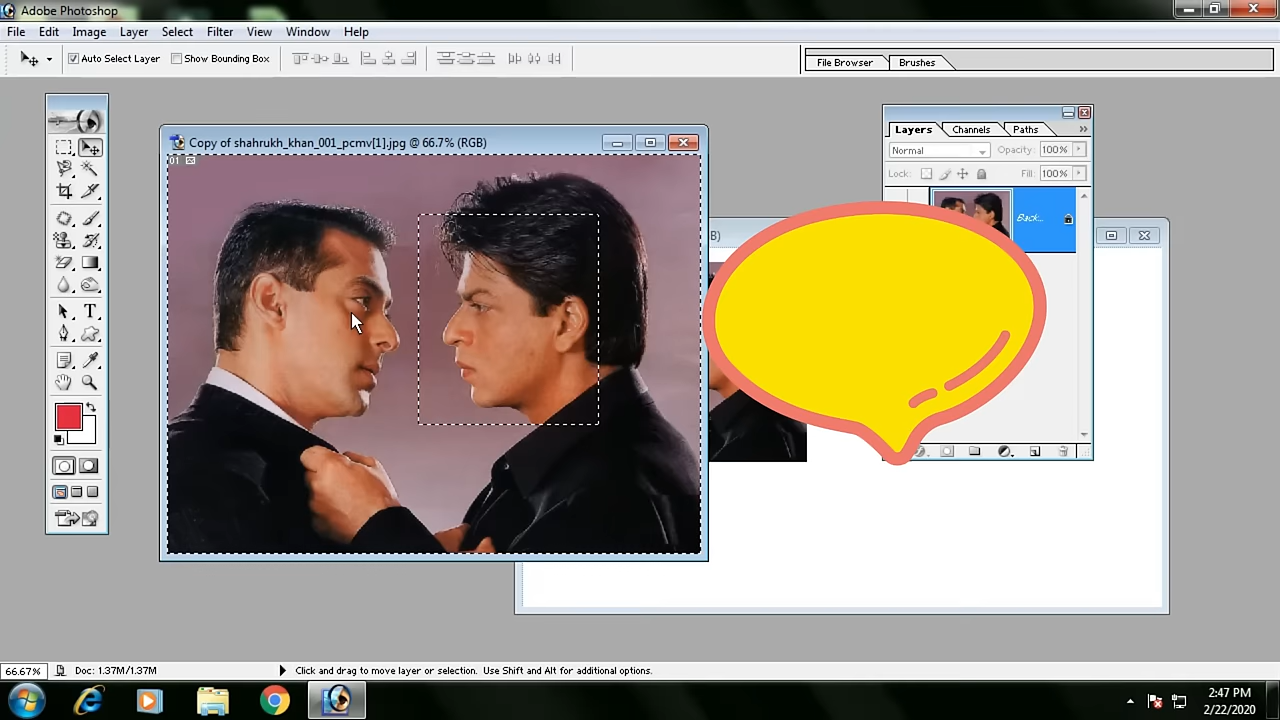 Adobe Photoshop
File Edit Image Layer Select Filter View Window Help
Auto Select Layer Show Bounding Box File Browser Brushes
Copy of shahrukh_khan_001_pcmv[1].jpg @ 66.7% (RGB)
01
Layers Channels Paths
Normal Opacity: 100%
Lock: Fill: 100%
Back...
B)
T
66.67% Doc: 1.37M/1.37M Click and drag to move layer or selection. Use Shift and Alt for additional options.
2:47 PM
2/22/2020